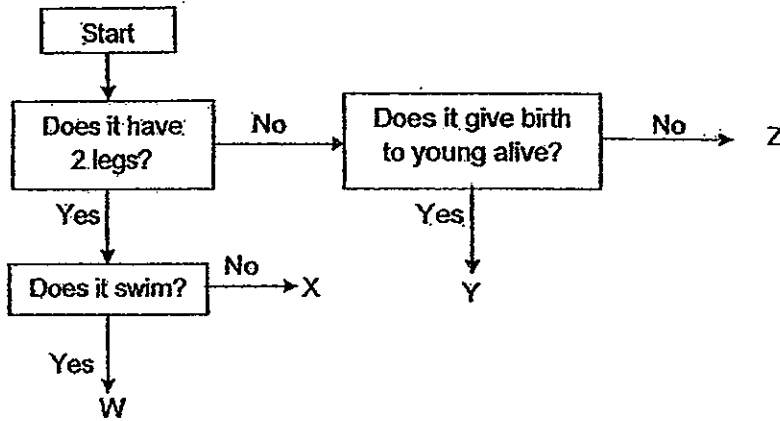 Start
Does it have
2 legs?
No
Does it give birth
to young alive?
No
Z
Yes
Yes
Does it swim?
No
X
Y
Yes
W